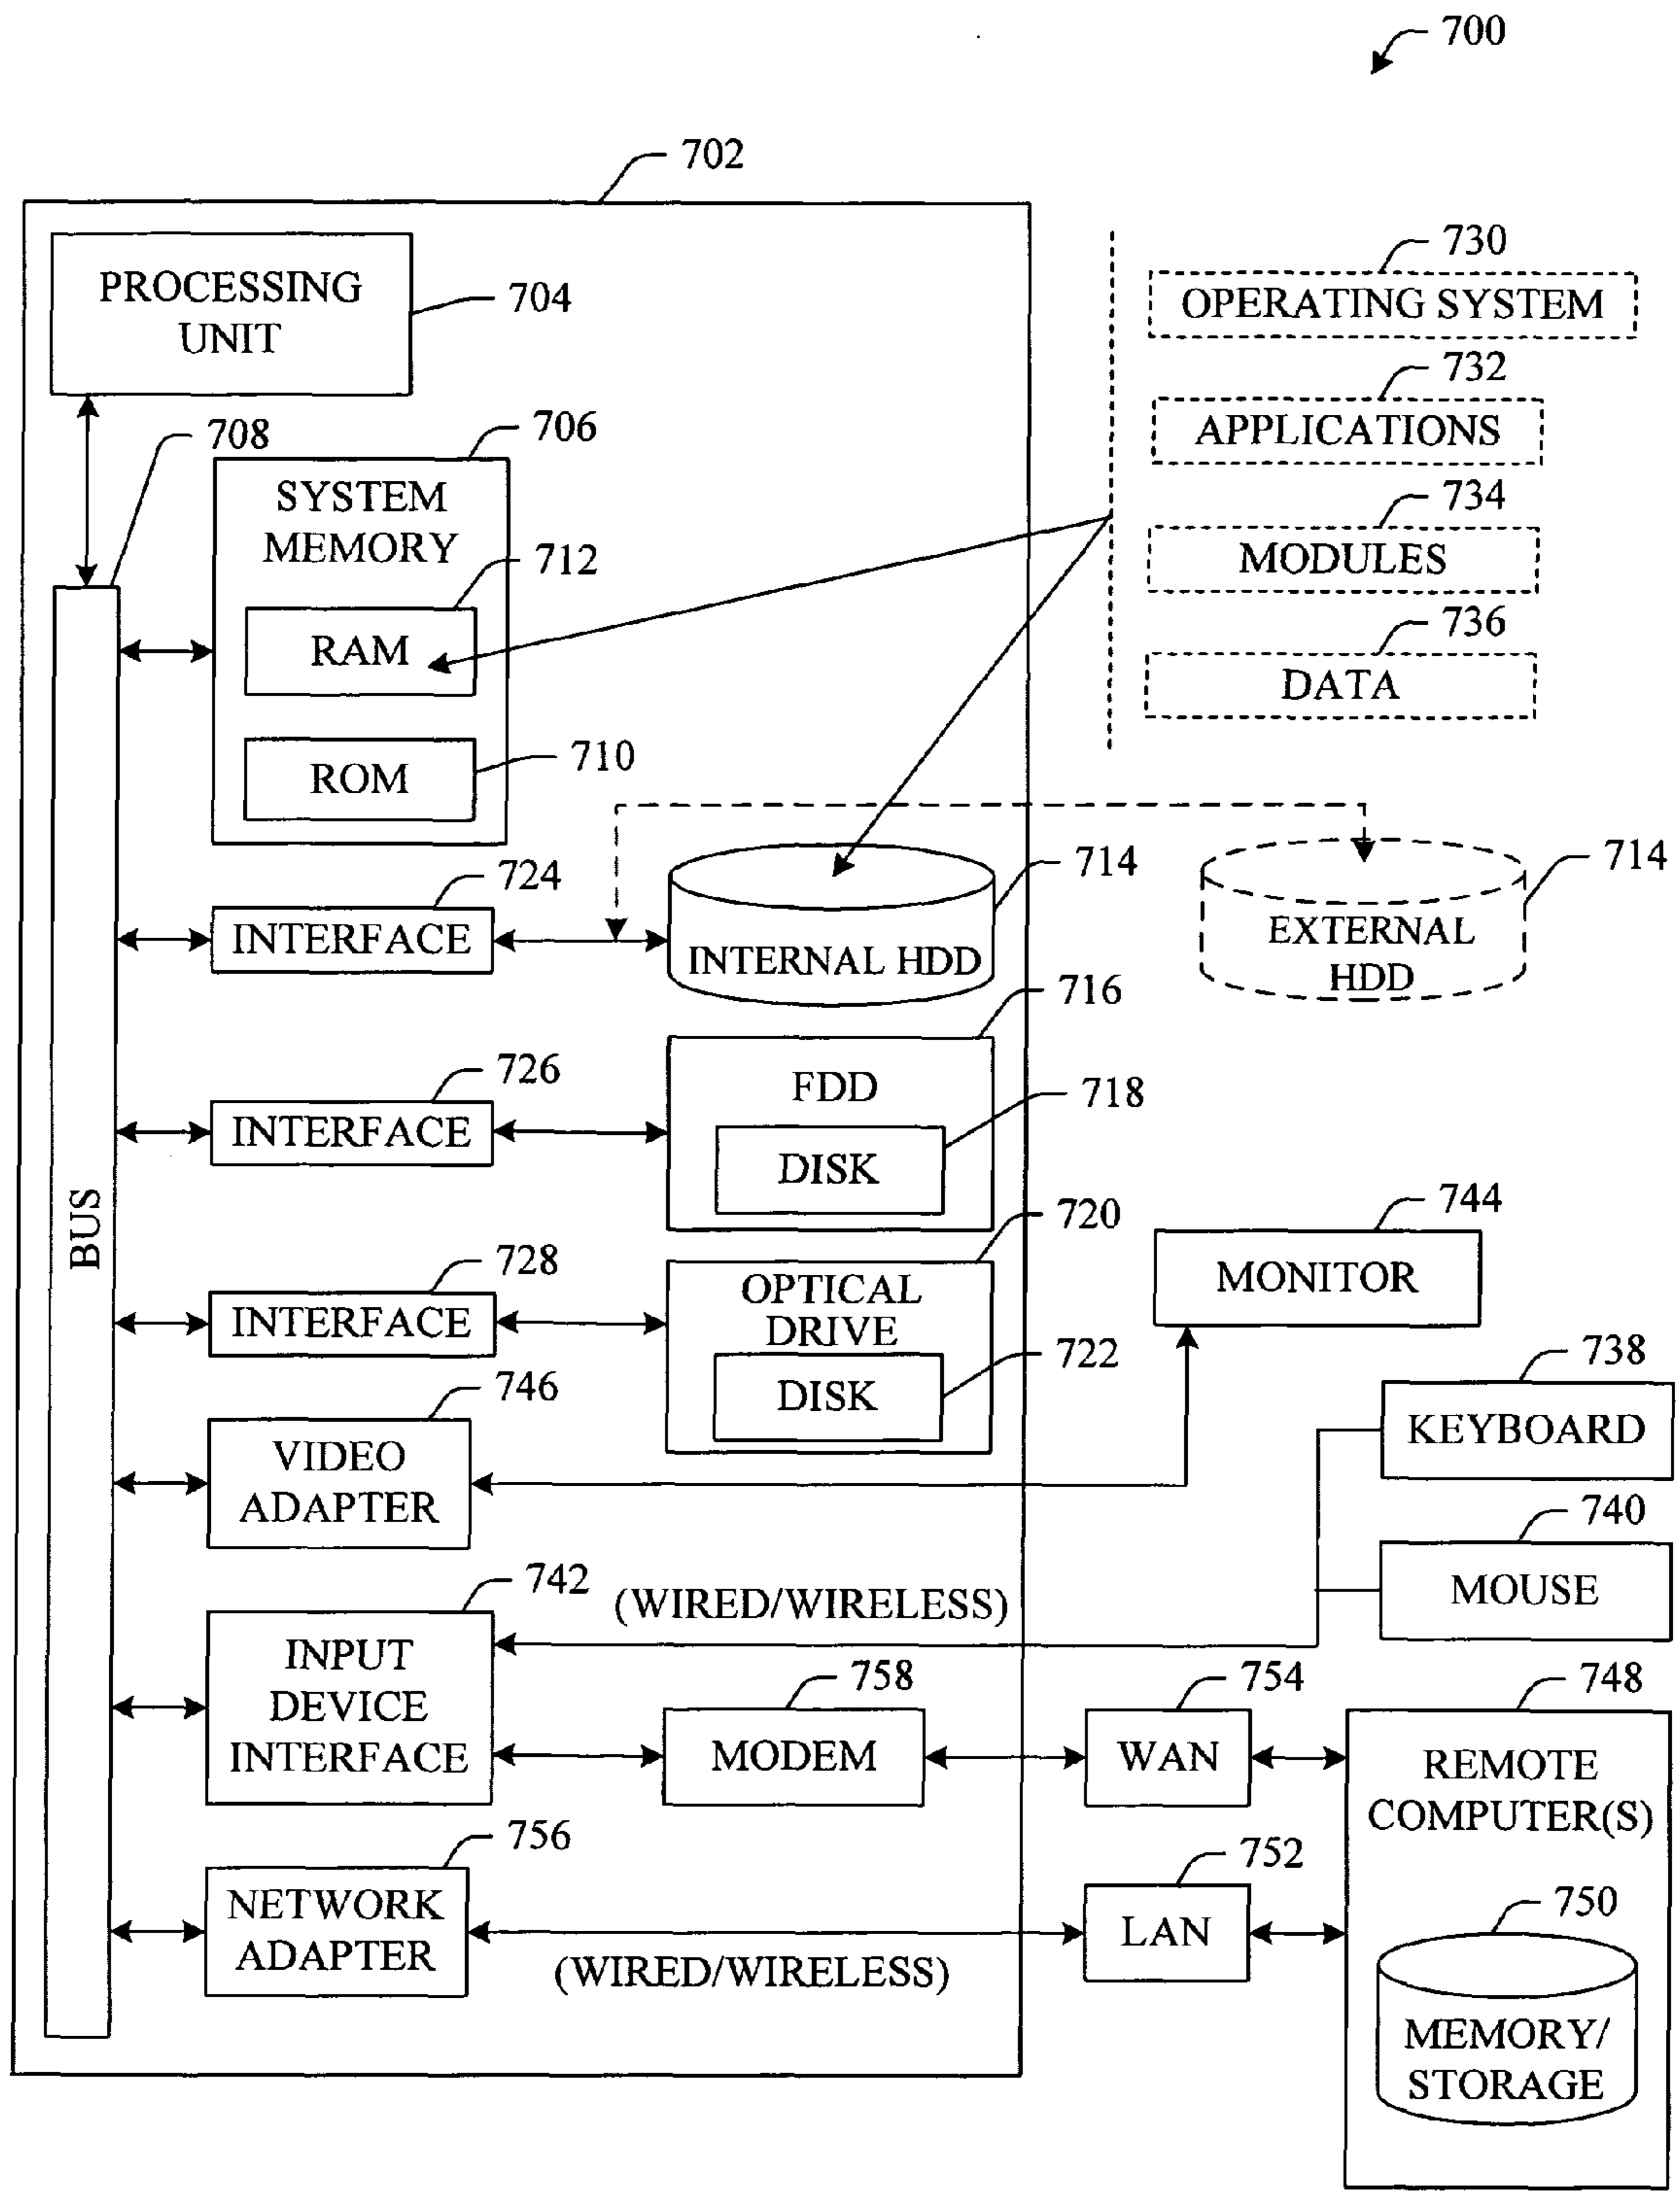 700
702
PROCESSING
UNIT
704
730
OPERATING SYSTEM
732
APPLICATIONS
734
MODULES
736
DATA
708
706
SYSTEM
MEMORY
712
RAM
710
ROM
BUS
724
INTERFACE
714
INTERNAL HDD
714
EXTERNAL
HDD
726
INTERFACE
716
FDD
718
DISK
728
INTERFACE
720
OPTICAL
DRIVE
722
DISK
744
MONITOR
746
VIDEO
ADAPTER
738
KEYBOARD
740
MOUSE
742
INPUT
DEVICE
INTERFACE
(WIRED/WIRELESS)
758
MODEM
754
WAN
748
REMOTE
COMPUTER(S)
756
NETWORK
ADAPTER
(WIRED/WIRELESS)
752
LAN
750
MEMORY/
STORAGE